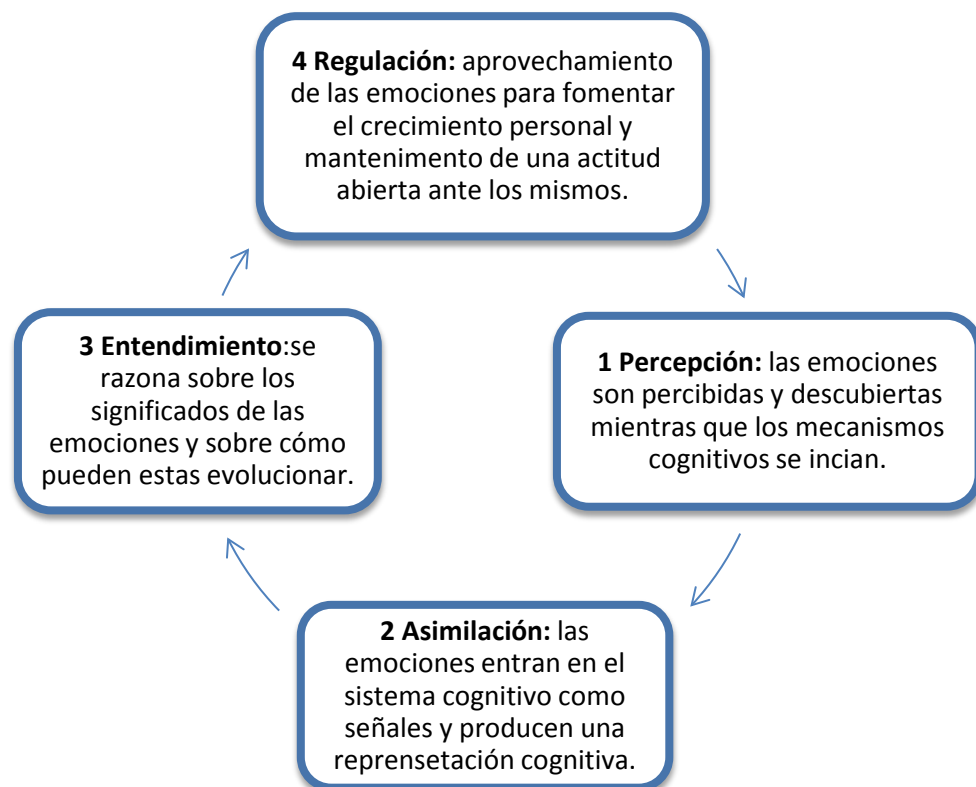 4 Regulación: aprovechamiento
de las emociones para fomentar
el crecimiento personal y
mantenimento de una actitud
abierta ante los mismos.
3 Entendimiento:se
razona sobre los
significados de las
emociones y sobre cómo
pueden estas evolucionar.
1 Percepción: las emociones
son percibidas y descubiertas
mientras que los mecanismos
cognitivos se incian.
2 Asimilación: las
emociones entran en el
sistema cognitivo como
señales y producen una
reprensetación cognitiva.